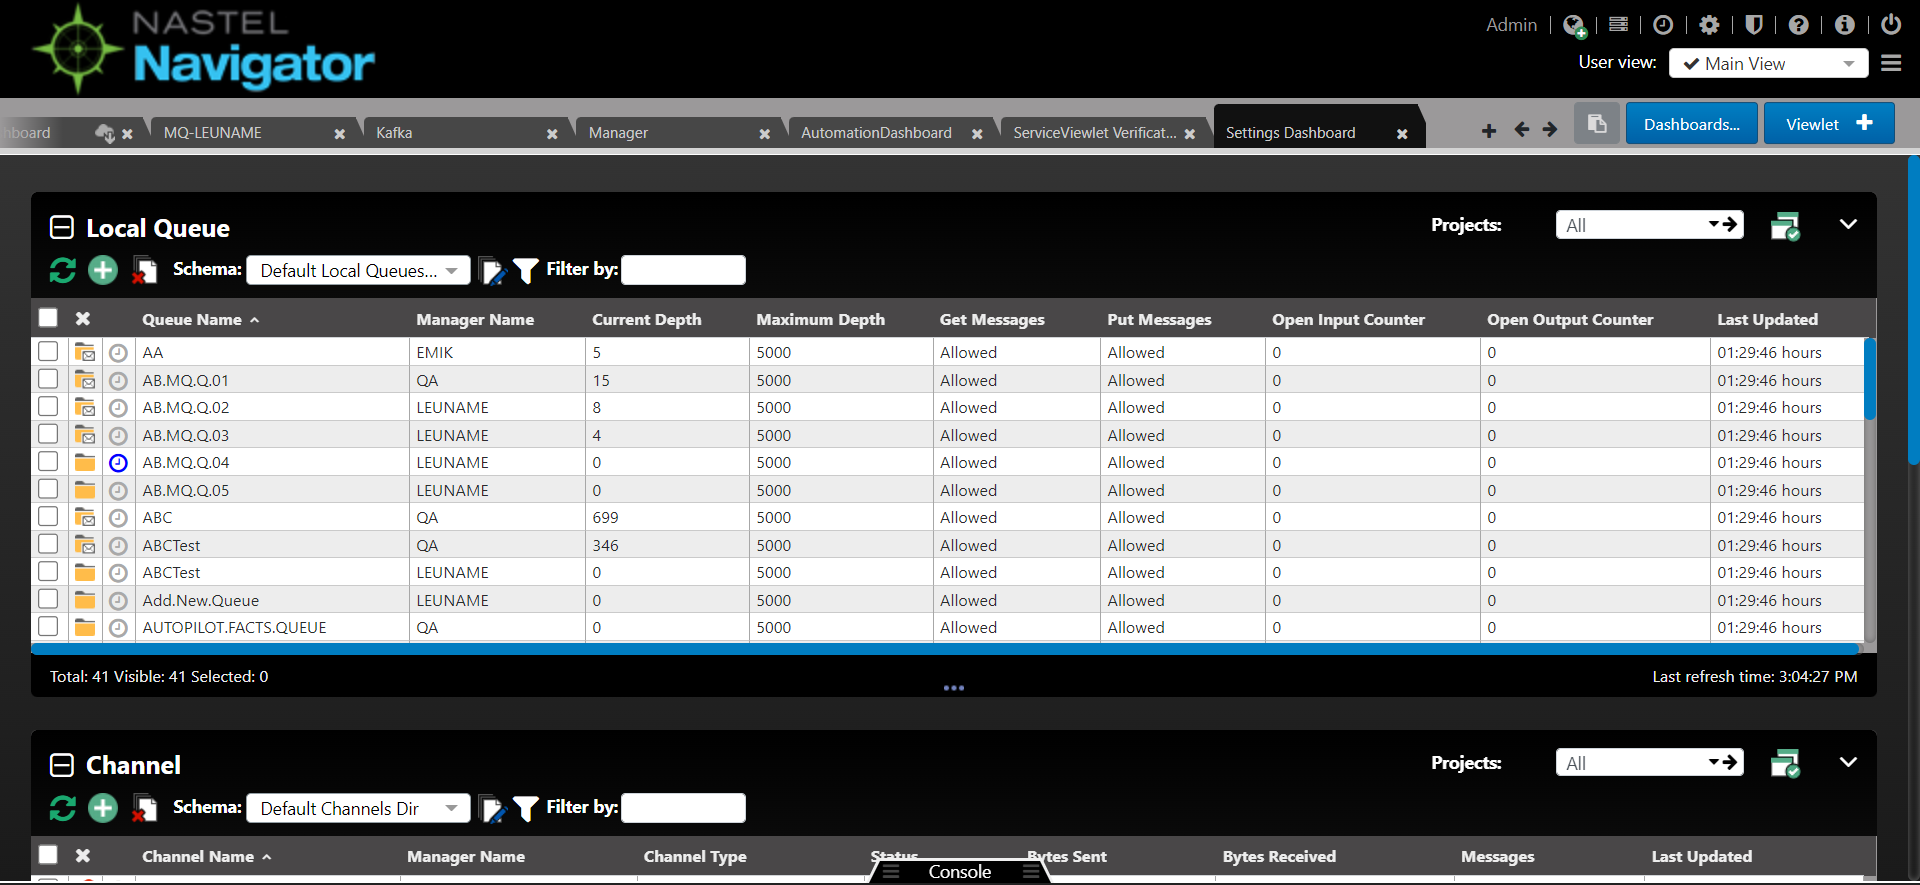 NASTEL
Navigator
Admin
User view: Main View
hboard
MQ-LEUNAME
Kafka
Manager
AutomationDashboard
ServiceViewlet Verificat...
Settings Dashboard
Dashboards...
Viewlet
Local Queue
Projects: All
Schema: Default Local Queues... Filter by:
Queue Name Manager Name Current Depth Maximum Depth Get Messages Put Messages Open Input Counter Open Output Counter Last Updated
AA EMIK 5 5000 Allowed Allowed 0 0 01:29:46 hours
AB.MQ.Q.01 QA 15 5000 Allowed Allowed 0 0 01:29:46 hours
AB.MQ.Q.02 LEUNAME 8 5000 Allowed Allowed 0 0 01:29:46 hours
AB.MQ.Q.03 LEUNAME 4 5000 Allowed Allowed 0 0 01:29:46 hours
AB.MQ.Q.04 LEUNAME 0 5000 Allowed Allowed 0 0 01:29:46 hours
AB.MQ.Q.05 LEUNAME 0 5000 Allowed Allowed 0 0 01:29:46 hours
ABC QA 699 5000 Allowed Allowed 0 0 01:29:46 hours
ABCTest QA 346 5000 Allowed Allowed 0 0 01:29:46 hours
ABCTest LEUNAME 0 5000 Allowed Allowed 0 0 01:29:46 hours
Add.New.Queue LEUNAME 0 5000 Allowed Allowed 0 0 01:29:46 hours
AUTOPILOT.FACTS.QUEUE QA 0 5000 Allowed Allowed 0 0 01:29:46 hours
Total: 41 Visible: 41 Selected: 0
Last refresh time: 3:04:27 PM
Channel
Projects: All
Schema: Default Channels Dir Filter by:
Channel Name Manager Name Channel Type Status Bytes Sent Bytes Received Messages Last Updated
Console